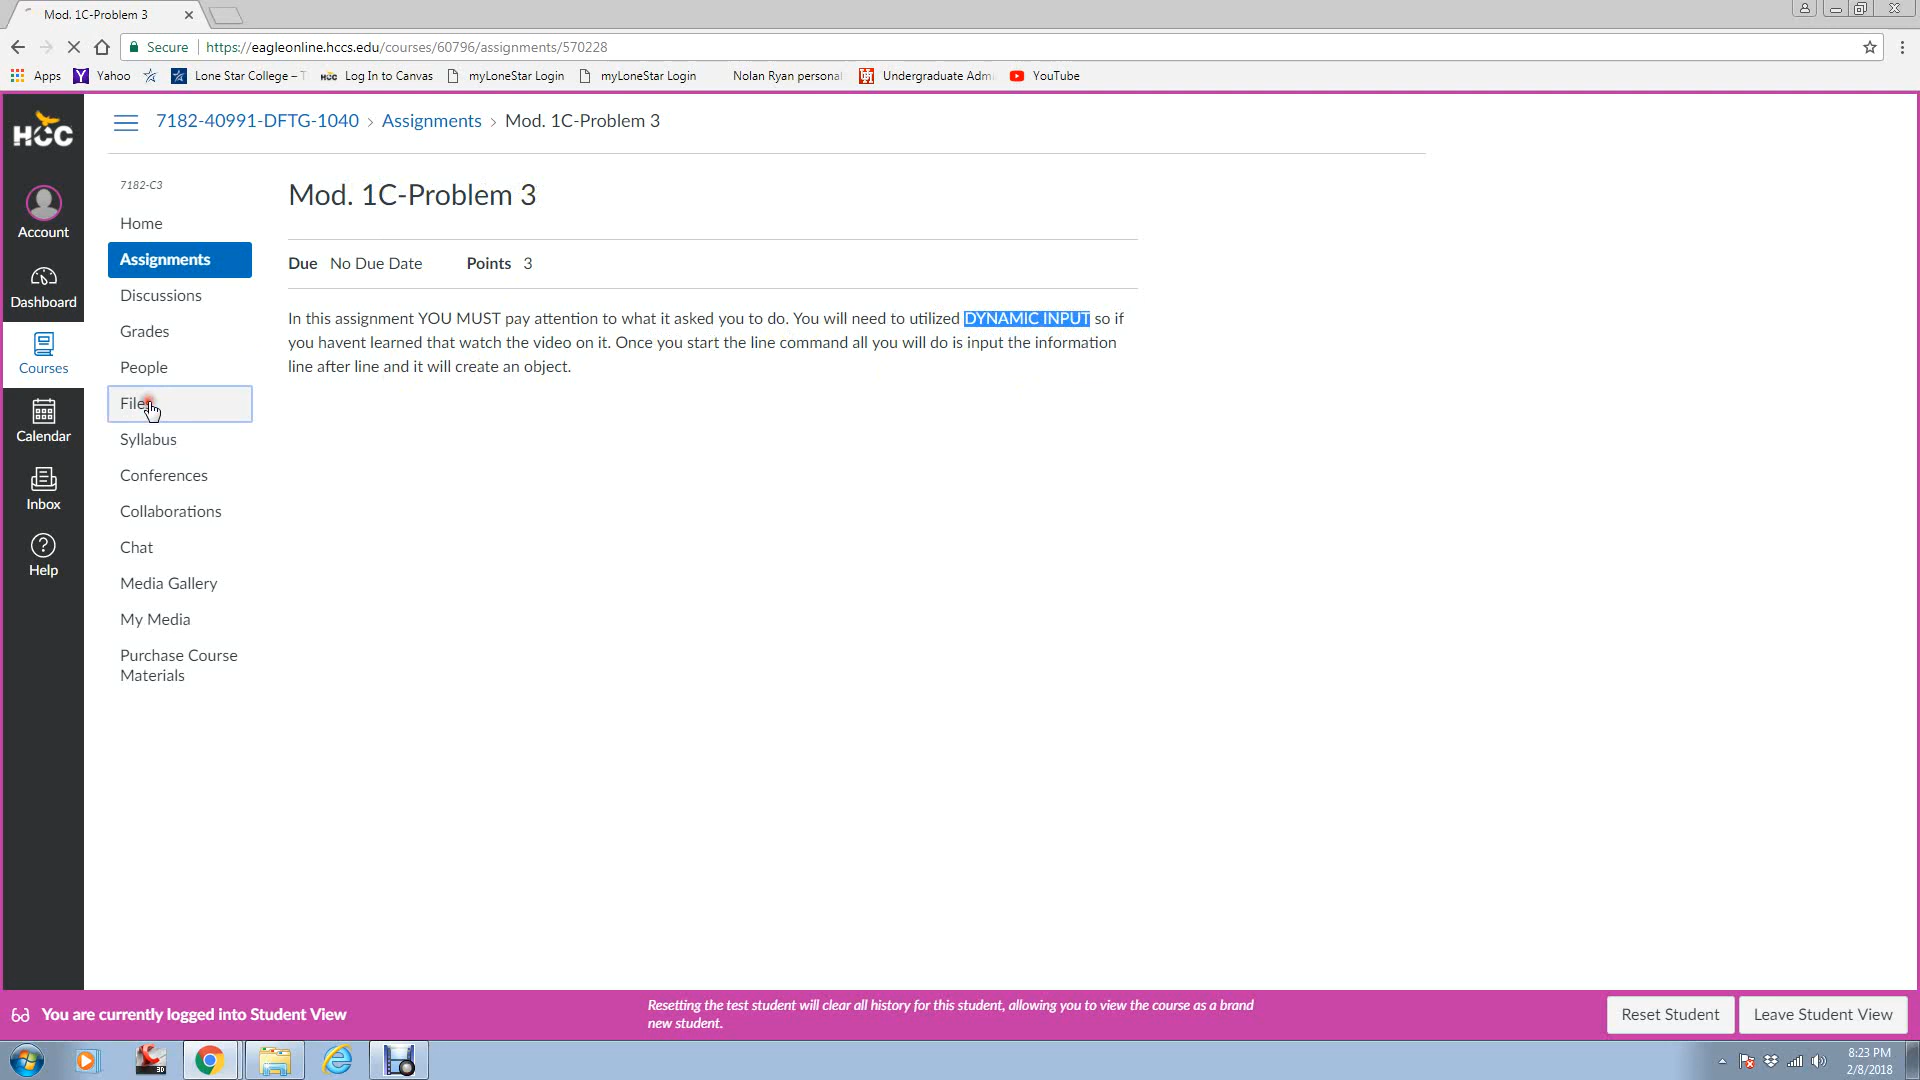 Mod. 1C-Problem 3
Secure
https://eagleonline.hccs.edu/courses/60796/assignments/570228
Apps
Yahoo
Lone Star College – T
HCC
Log In to Canvas
myLoneStar Login
myLoneStar Login
Nolan Ryan personal
Undergraduate Adm
YouTube
HCC
7182-40991-DFTG-1040 › Assignments › Mod. 1C-Problem 3
7182-C3
Home
Assignments
Discussions
Grades
People
File
Syllabus
Conferences
Collaborations
Chat
Media Gallery
My Media
Purchase Course
Materials
Account
Dashboard
Courses
Calendar
Inbox
Help
Mod. 1C-Problem 3
Due No Due Date Points 3
In this assignment YOU MUST pay attention to what it asked you to do. You will need to utilized DYNAMIC INPUT so if
you havent learned that watch the video on it. Once you start the line command all you will do is input the information
line after line and it will create an object.
You are currently logged into Student View
Resetting the test student will clear all history for this student, allowing you to view the course as a brand
new student.
Reset Student
Leave Student View
3D
8:23 PM
2/8/2018